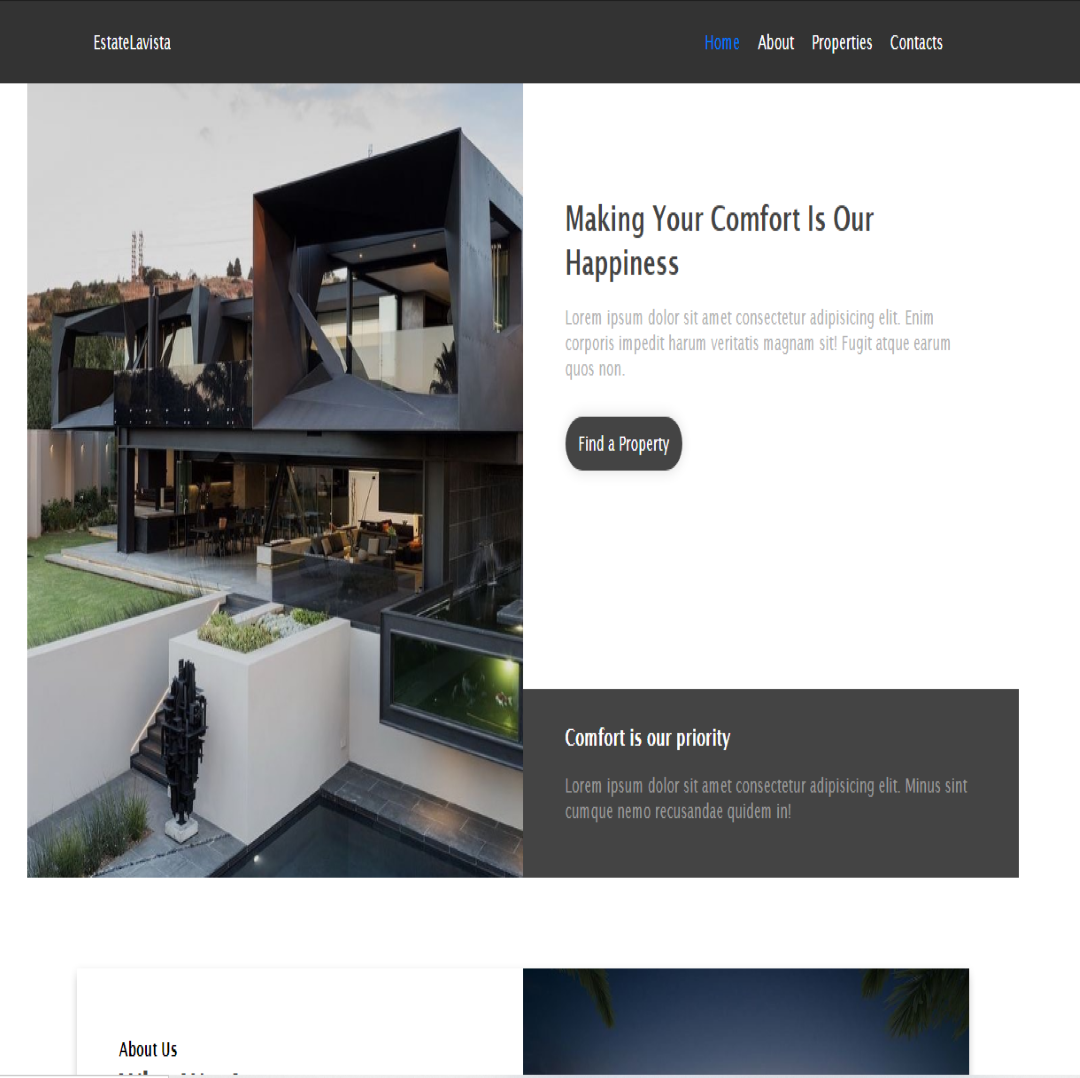 EstateLavista
Home About Properties Contacts
Making Your Comfort Is Our
Happiness
Lorem ipsum dolor sit amet consectetur adipisicing elit. Enim
corporis impedit harum veritatis magnam sit! Fugit atque earum
quos non.
Find a Property
Comfort is our priority
Lorem ipsum dolor sit amet consectetur adipisicing elit. Minus sint
cumque nemo recusandae quidem in!
About Us